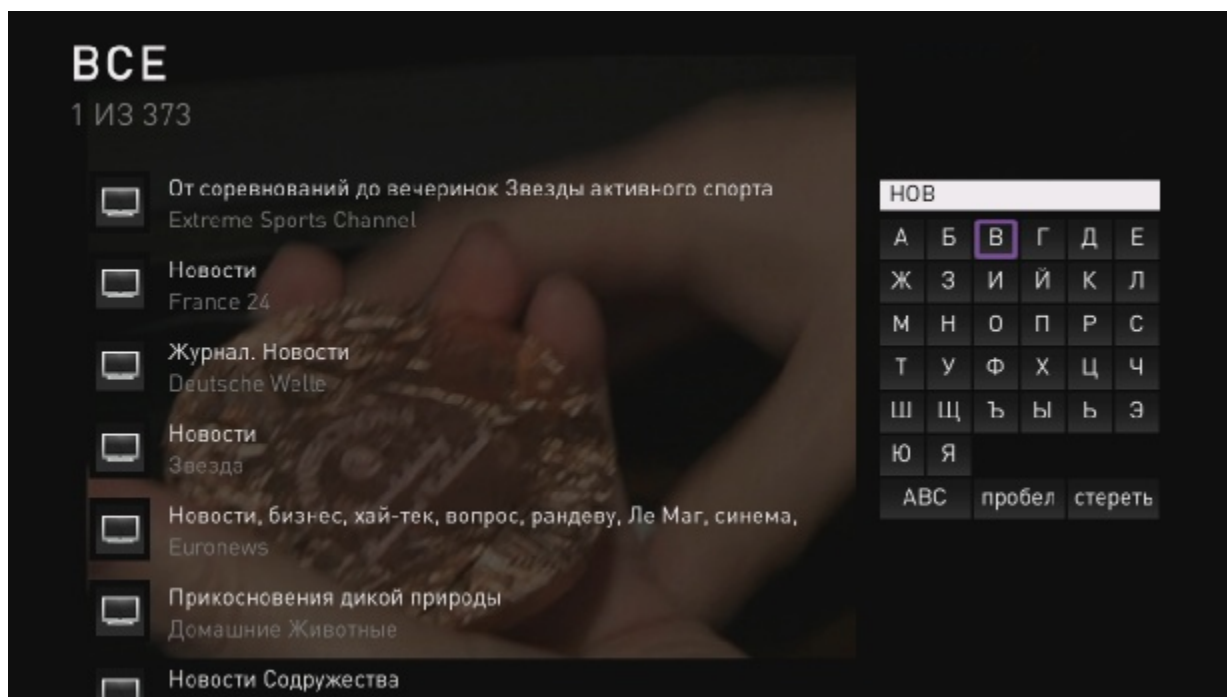 ВСЕ
1 ИЗ 373
От соревнований до вечеринок Звезды активного спорта
Extreme Sports Channel
Новости
France 24
Журнал. Новости
Deutsche Welle
Новости
Звезда
Новости, бизнес, хай-тек, вопрос, рандеву, Ле Маг, синема,
Euronews
Прикосновения дикой природы
Домашние Животные
Новости Содружества
НОВ
А Б В Г Д Е
Ж З И Й К Л
М Н О П Р С
Т У Ф Х Ц Ч
Ш Щ Ъ Ы Ь Э
Ю Я
ABC пробел стереть